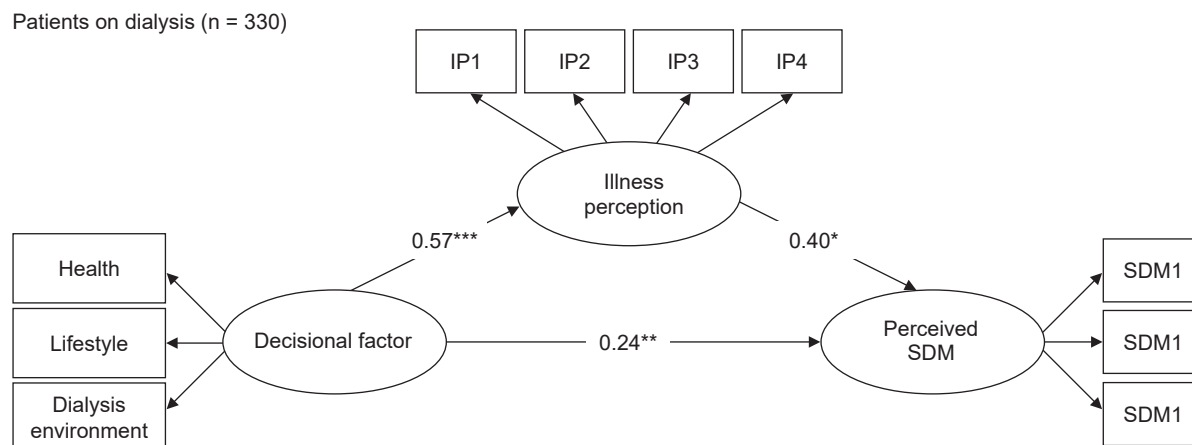 Patients on dialysis (n = 330)
IP1
IP2
IP3
IP4
Illness
perception
0.57***
0.40*
Health
Lifestyle
Dialysis
environment
Decisional factor
0.24**
Perceived
SDM
SDM1
SDM1
SDM1